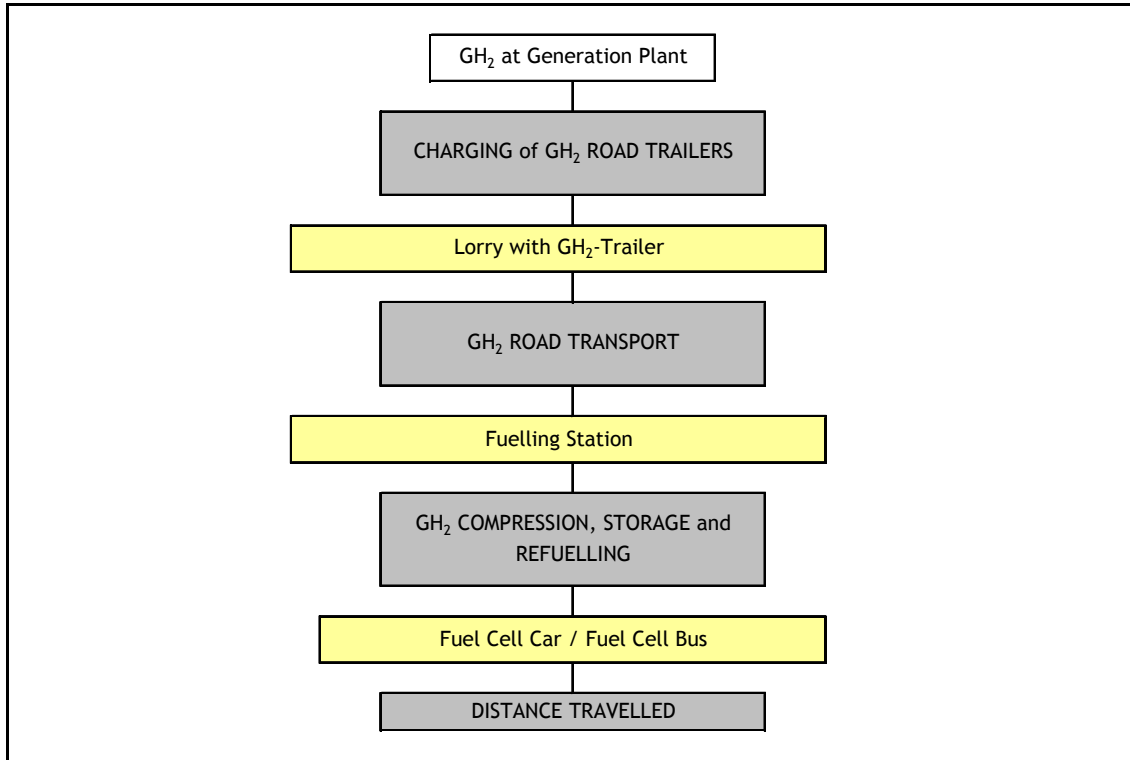 GH₂ at Generation Plant
CHARGING of GH₂ ROAD TRAILERS
Lorry with GH₂-Trailer
GH₂ ROAD TRANSPORT
Fuelling Station
GH₂ COMPRESSION, STORAGE and
REFUELLING
Fuel Cell Car / Fuel Cell Bus
DISTANCE TRAVELLED